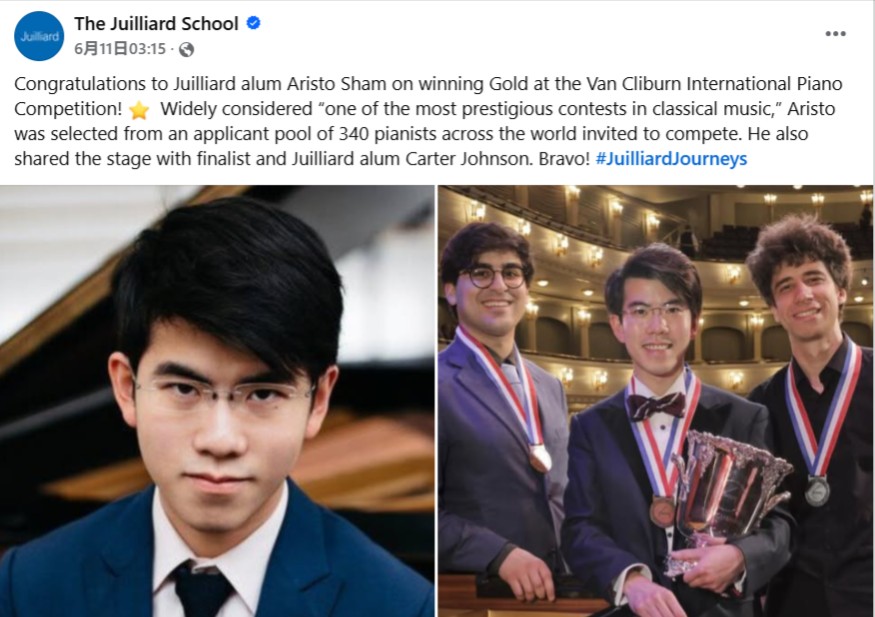 Juilliard
The Juilliard School
6月11日03:15 ·
Congratulations to Juilliard alum Aristo Sham on winning Gold at the Van Cliburn International Piano
Competition! ⭐ Widely considered “one of the most prestigious contests in classical music,” Aristo
was selected from an applicant pool of 340 pianists across the world invited to compete. He also
shared the stage with finalist and Juilliard alum Carter Johnson. Bravo! #JuilliardJourneys